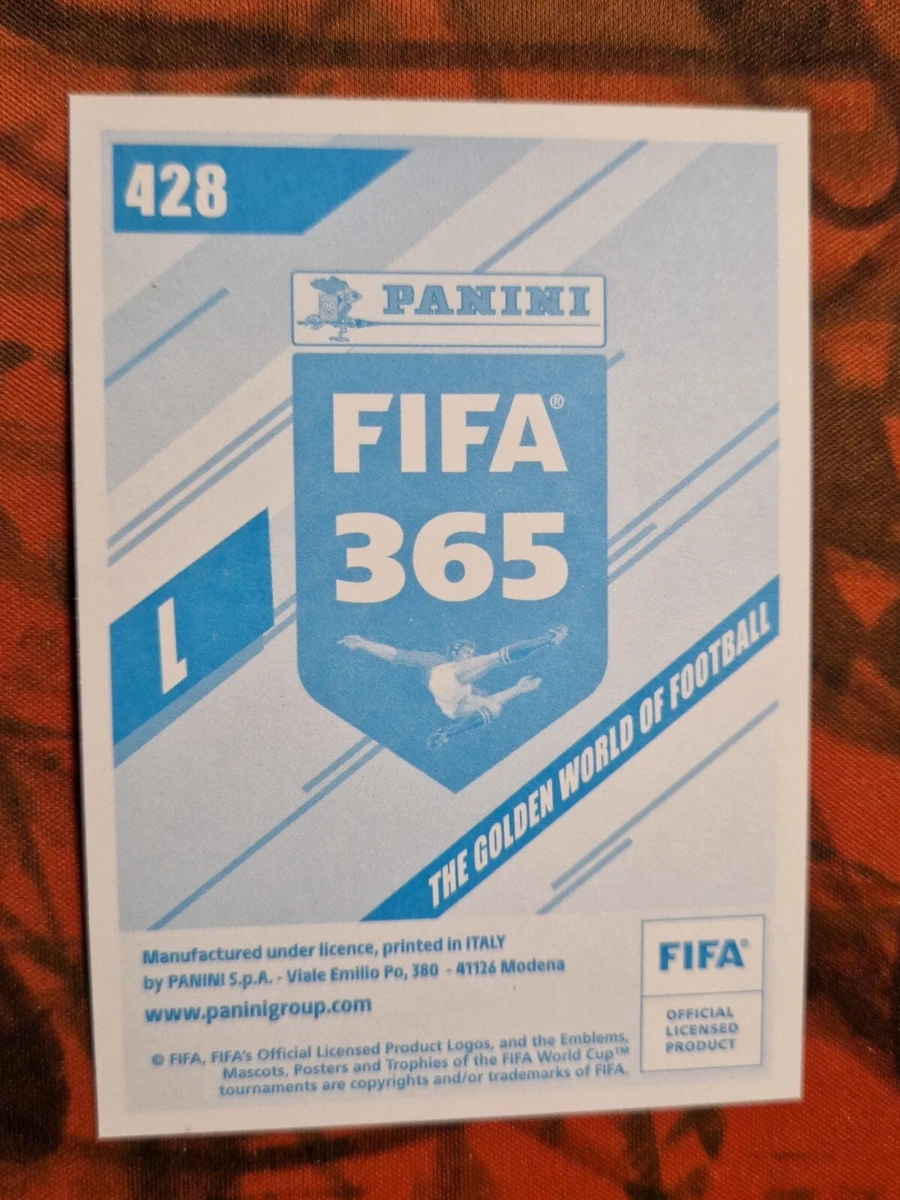 428
PANINI
FIFA®
365
L
THE GOLDEN WORLD OF FOOTBALL
Manufactured under licence, printed in ITALY
by PANINI S.p.A. - Viale Emilio Po, 380 - 41126 Modena
www.paninigroup.com
© FIFA, FIFA's Official Licensed Product Logos, and the Emblems,
Mascots, Posters and Trophies of the FIFA World Cup™
tournaments are copyrights and/or trademarks of FIFA.
FIFA®
OFFICIAL
LICENSED
PRODUCT